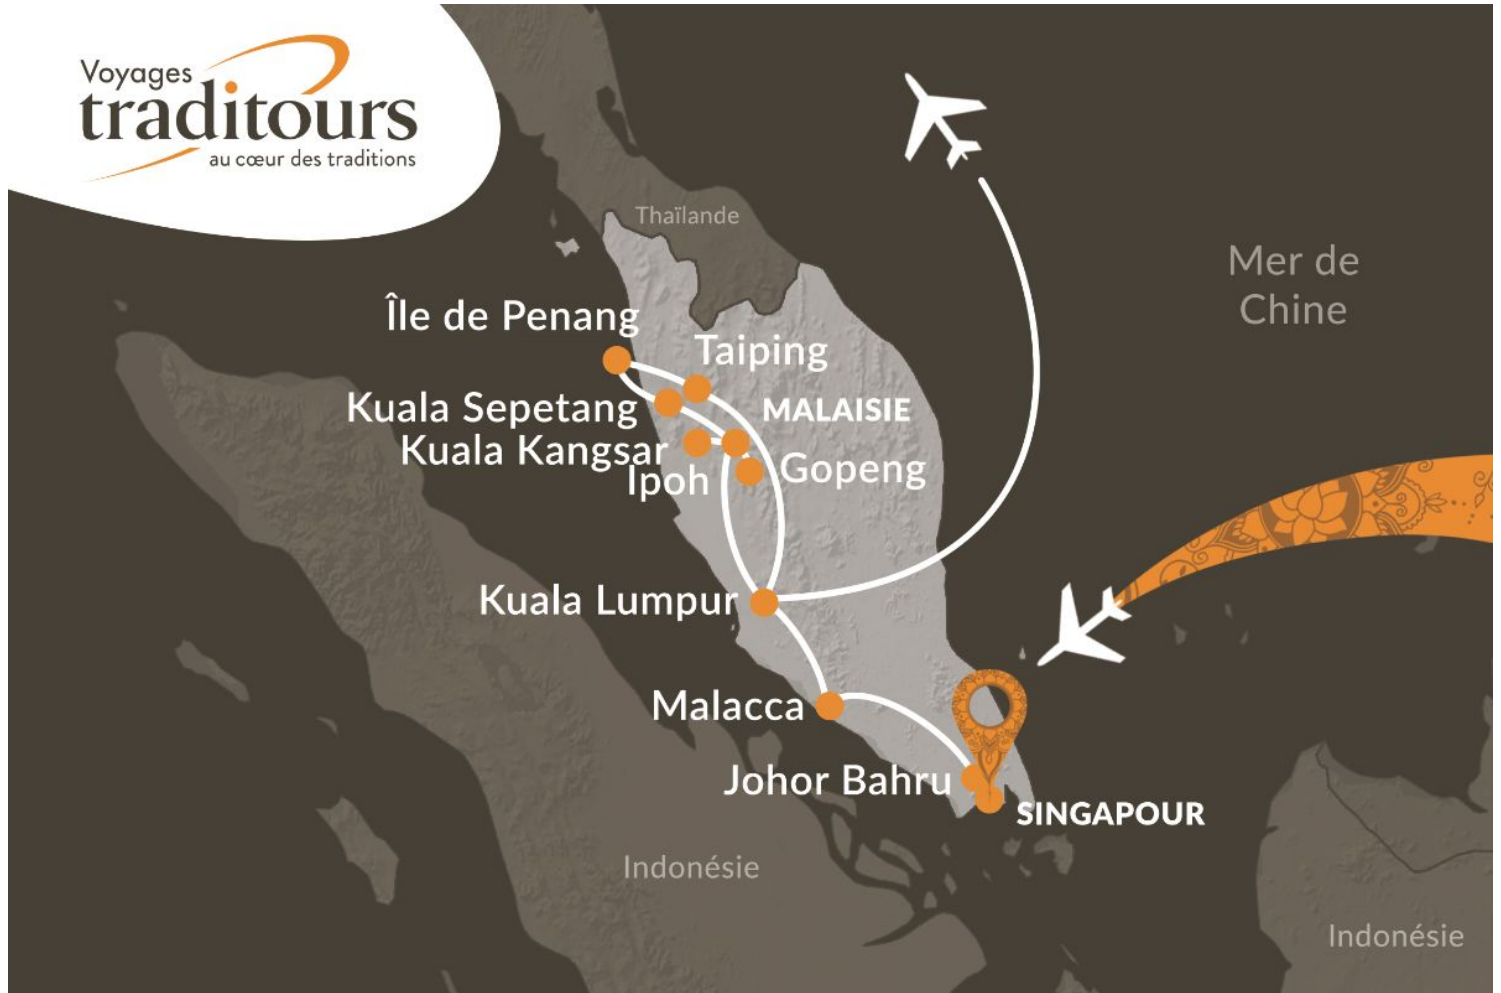 Voyages
traditours
au cœur des traditions
Thaïlande
Mer de
Chine
Île de Penang
Taiping
Kuala Sepetang
MALAISIE
Kuala Kangsar
Gopeng
Ipoh
Kuala Lumpur
Malacca
Johor Bahru
SINGAPOUR
Indonésie
Indonésie